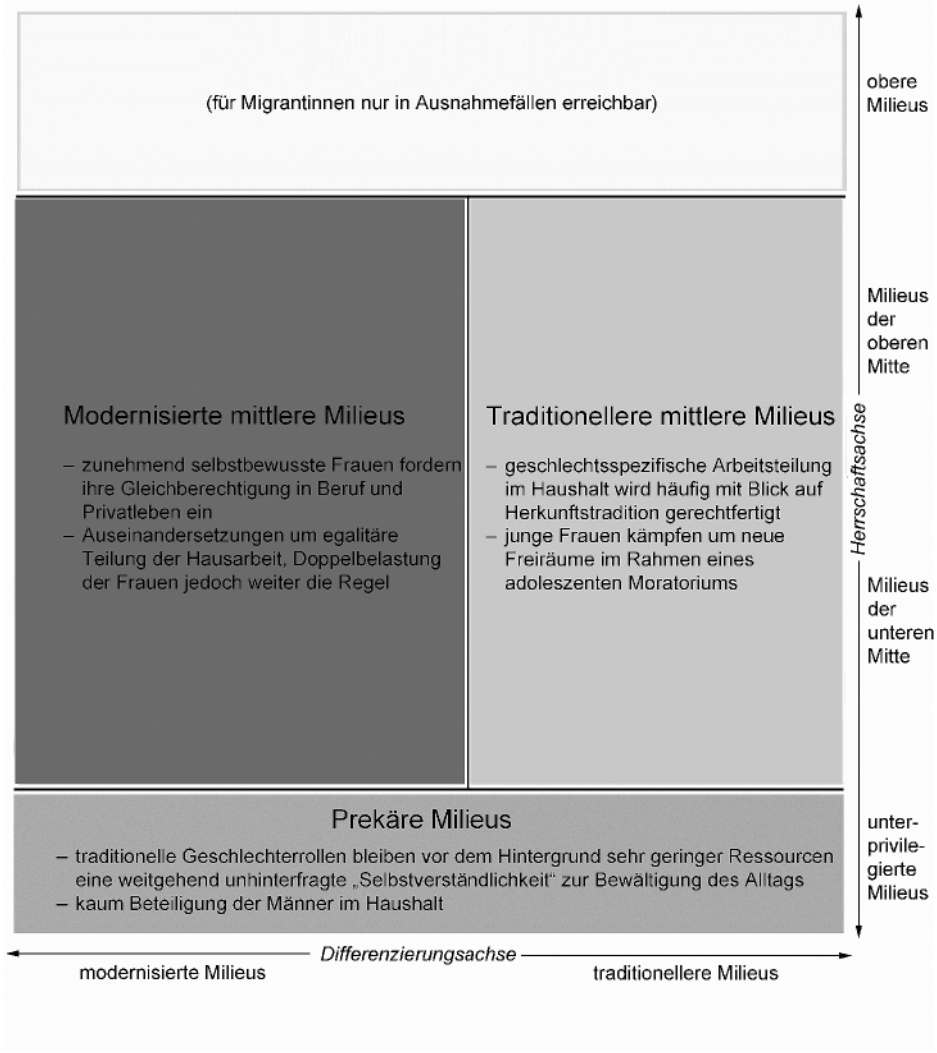 (für Migrantinnen nur in Ausnahmefällen erreichbar)
obere
Milieus
Milieus
der
oberen
Mitte
Modernisierte mittlere Milieus
– zunehmend selbstbewusste Frauen fordern
ihre Gleichberechtigung in Beruf und
Privatleben ein
– Auseinandersetzungen um egalitäre
Teilung der Hausarbeit, Doppelbelastung
der Frauen jedoch weiter die Regel
Traditionellere mittlere Milieus
– geschlechtsspezifische Arbeitsteilung
im Haushalt wird häufig mit Blick auf
Herkunftstradition gerechtfertigt
– junge Frauen kämpfen um neue
Freiräume im Rahmen eines
adoleszenten Moratoriums
Herrschaftsachse
Milieus
der
unteren
Mitte
Prekäre Milieus
– traditionelle Geschlechterrollen bleiben vor dem Hintergrund sehr geringer Ressourcen
eine weitgehend unhinterfragte „Selbstverständlichkeit“ zur Bewältigung des Alltags
– kaum Beteiligung der Männer im Haushalt
unter-
privile-
gierte
Milieus
Differenzierungsachse
modernisierte Milieus
traditionellere Milieus